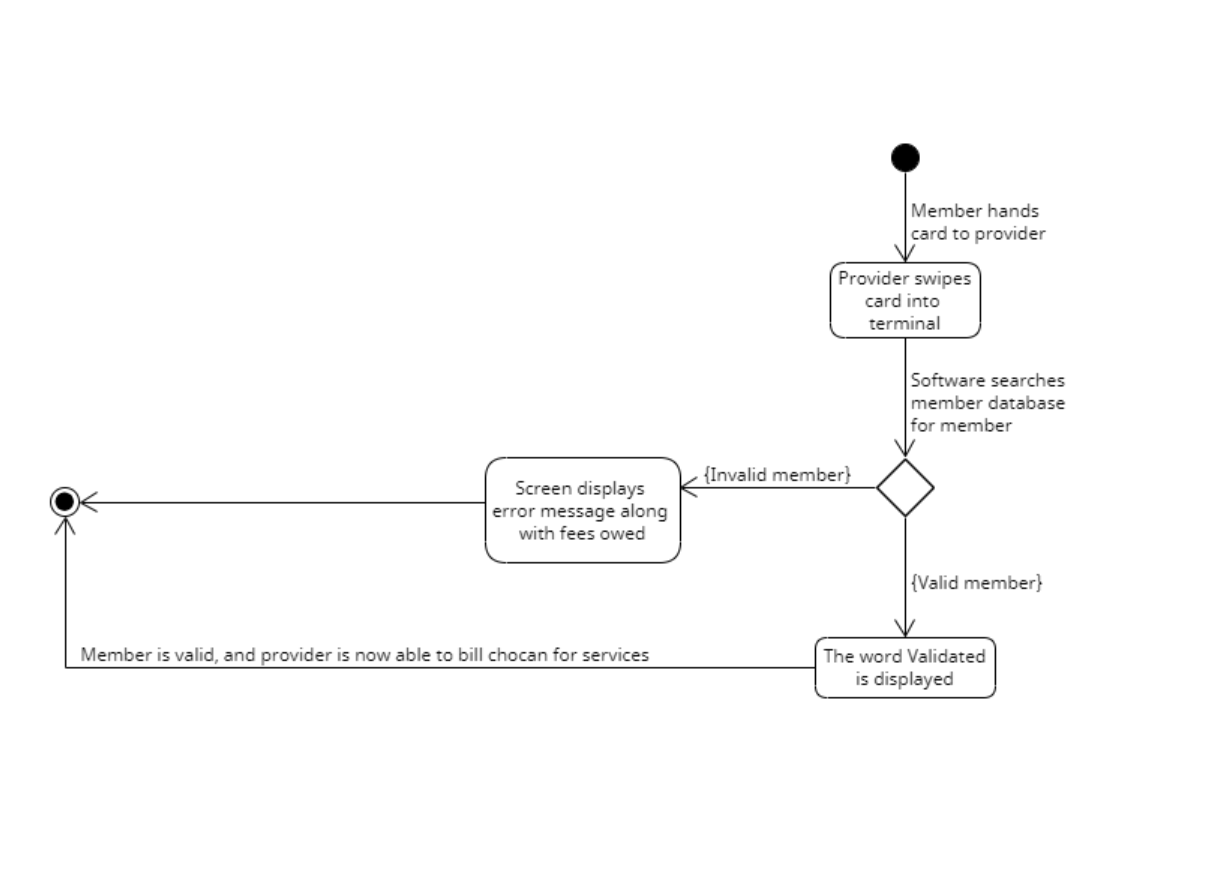 Member hands
card to provider
Provider swipes
card into
terminal
Software searches
member database
for member
{Invalid member}
Screen displays
error message along
with fees owed
{Valid member}
The word Validated
is displayed
Member is valid, and provider is now able to bill chocan for services